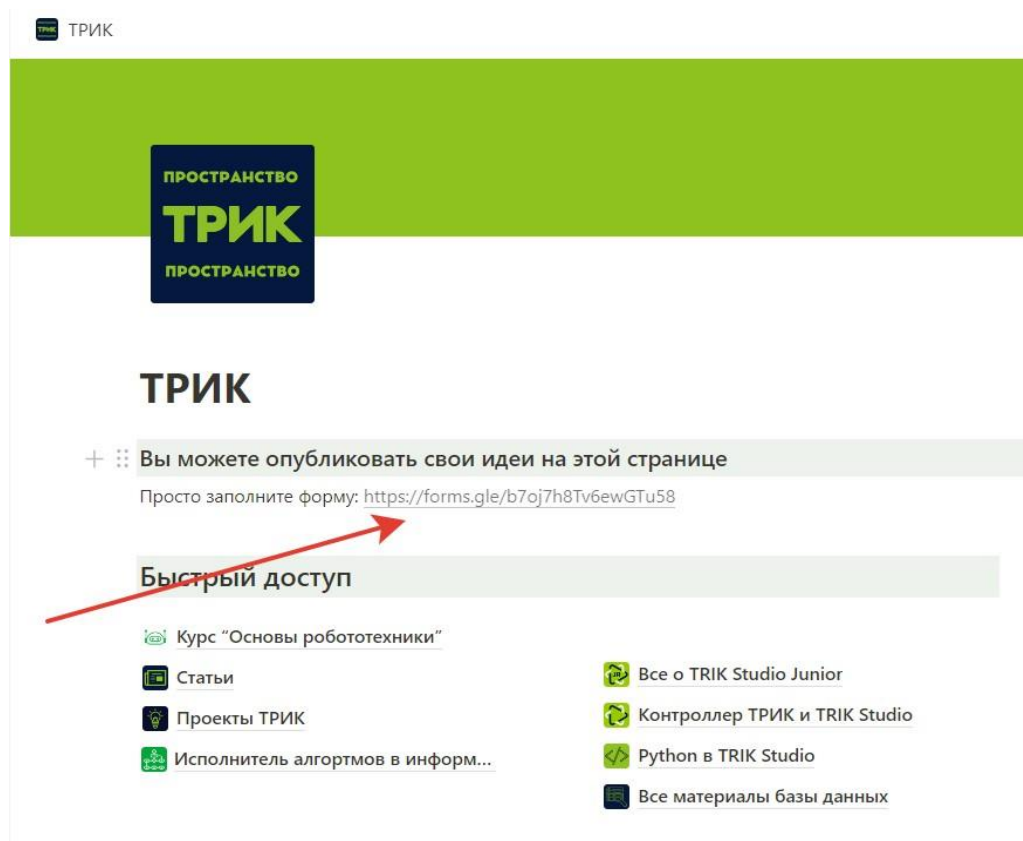 ТРИК
ПРОСТРАНСТВО
ТРИК
ПРОСТРАНСТВО
ТРИК
Вы можете опубликовать свои идеи на этой странице
Просто заполните форму: https://forms.gle/b7oj7h8Tv6ewGTu58
Быстрый доступ
Курс “Основы робототехники”
Статьи
Проекты ТРИК
Исполнитель алгортмов в информ...
Все о TRIK Studio Junior
Контроллер ТРИК и TRIK Studio
Python в TRIK Studio
Все материалы базы данных